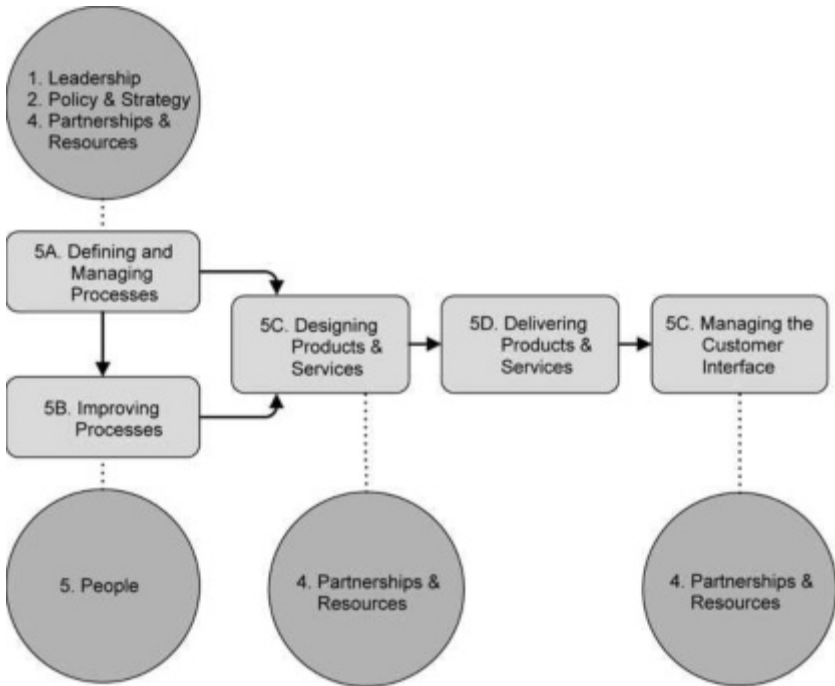 1. Leadership
2. Policy & Strategy
4. Partnerships &
Resources
5A. Defining and
Managing
Processes
5B. Improving
Processes
5C. Designing
Products &
Services
5D. Delivering
Products &
Services
5C. Managing the
Customer
Interface
5. People
4. Partnerships &
Resources
4. Partnerships &
Resources